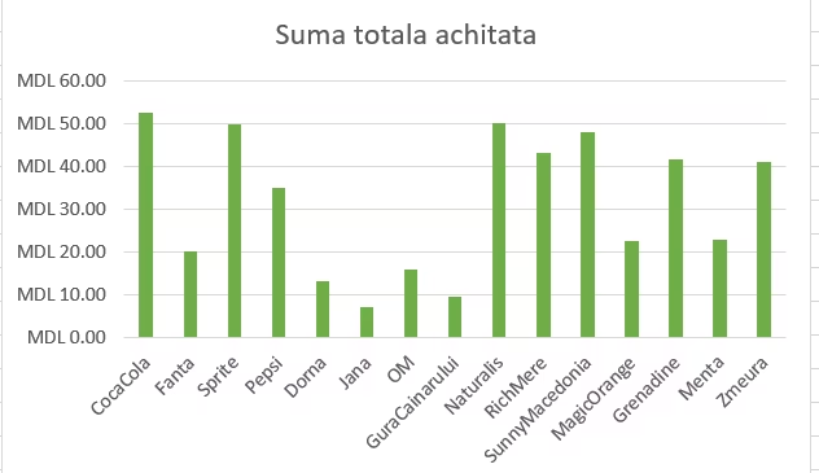 Suma totala achitata
MDL 60.00
MDL 50.00
MDL 40.00
MDL 30.00
MDL 20.00
MDL 10.00
MDL 0.00
CocaCola
Fanta
Sprite
Pepsi
Dorna
Jana
OM
GuraCainarului
Naturalis
RichMere
SunnyMacedonia
MagicOrange
Grenadine
Menta
Zmeura